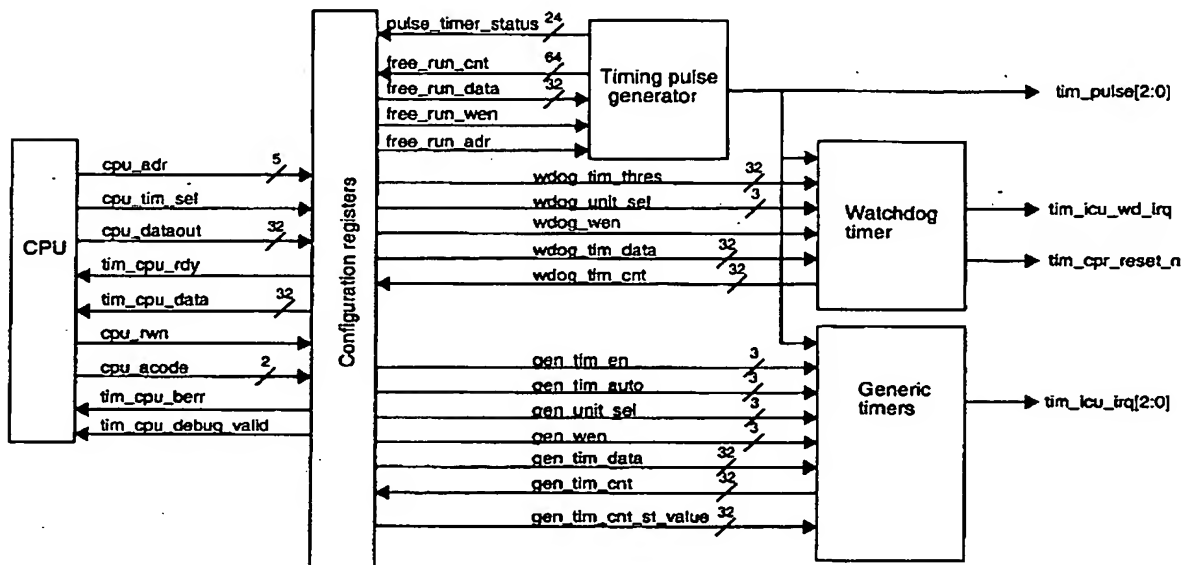 CPU
cpu_adr
5
cpu_tim_sel
cpu_dataout
32
tim_cpu_rdy
tim_cpu_data
32
cpu_rwn
cpu_acode
2
tim_cpu_berr
tim_cpu_debug_valid
Configuration registers
pulse_timer_status
24
free_run_cnt
64
free_run_data
32
free_run_wen
free_run_adr
Timing pulse
generator
tim_pulse[2:0]
wdog_tim_thres
32
wdog_unit_sel
3
wdog_wen
wdog_tim_data
32
wdog_tim_cnt
32
Watchdog
timer
tim_icu_wd_irq
tim_cpr_reset_n
gen_tim_en
3
gen_tim_auto
3
gen_unit_sel
3
gen_wen
3
gen_tim_data
32
gen_tim_cnt
32
gen_tim_cnt_st_value
32
Generic
timers
tim_icu_irq[2:0]